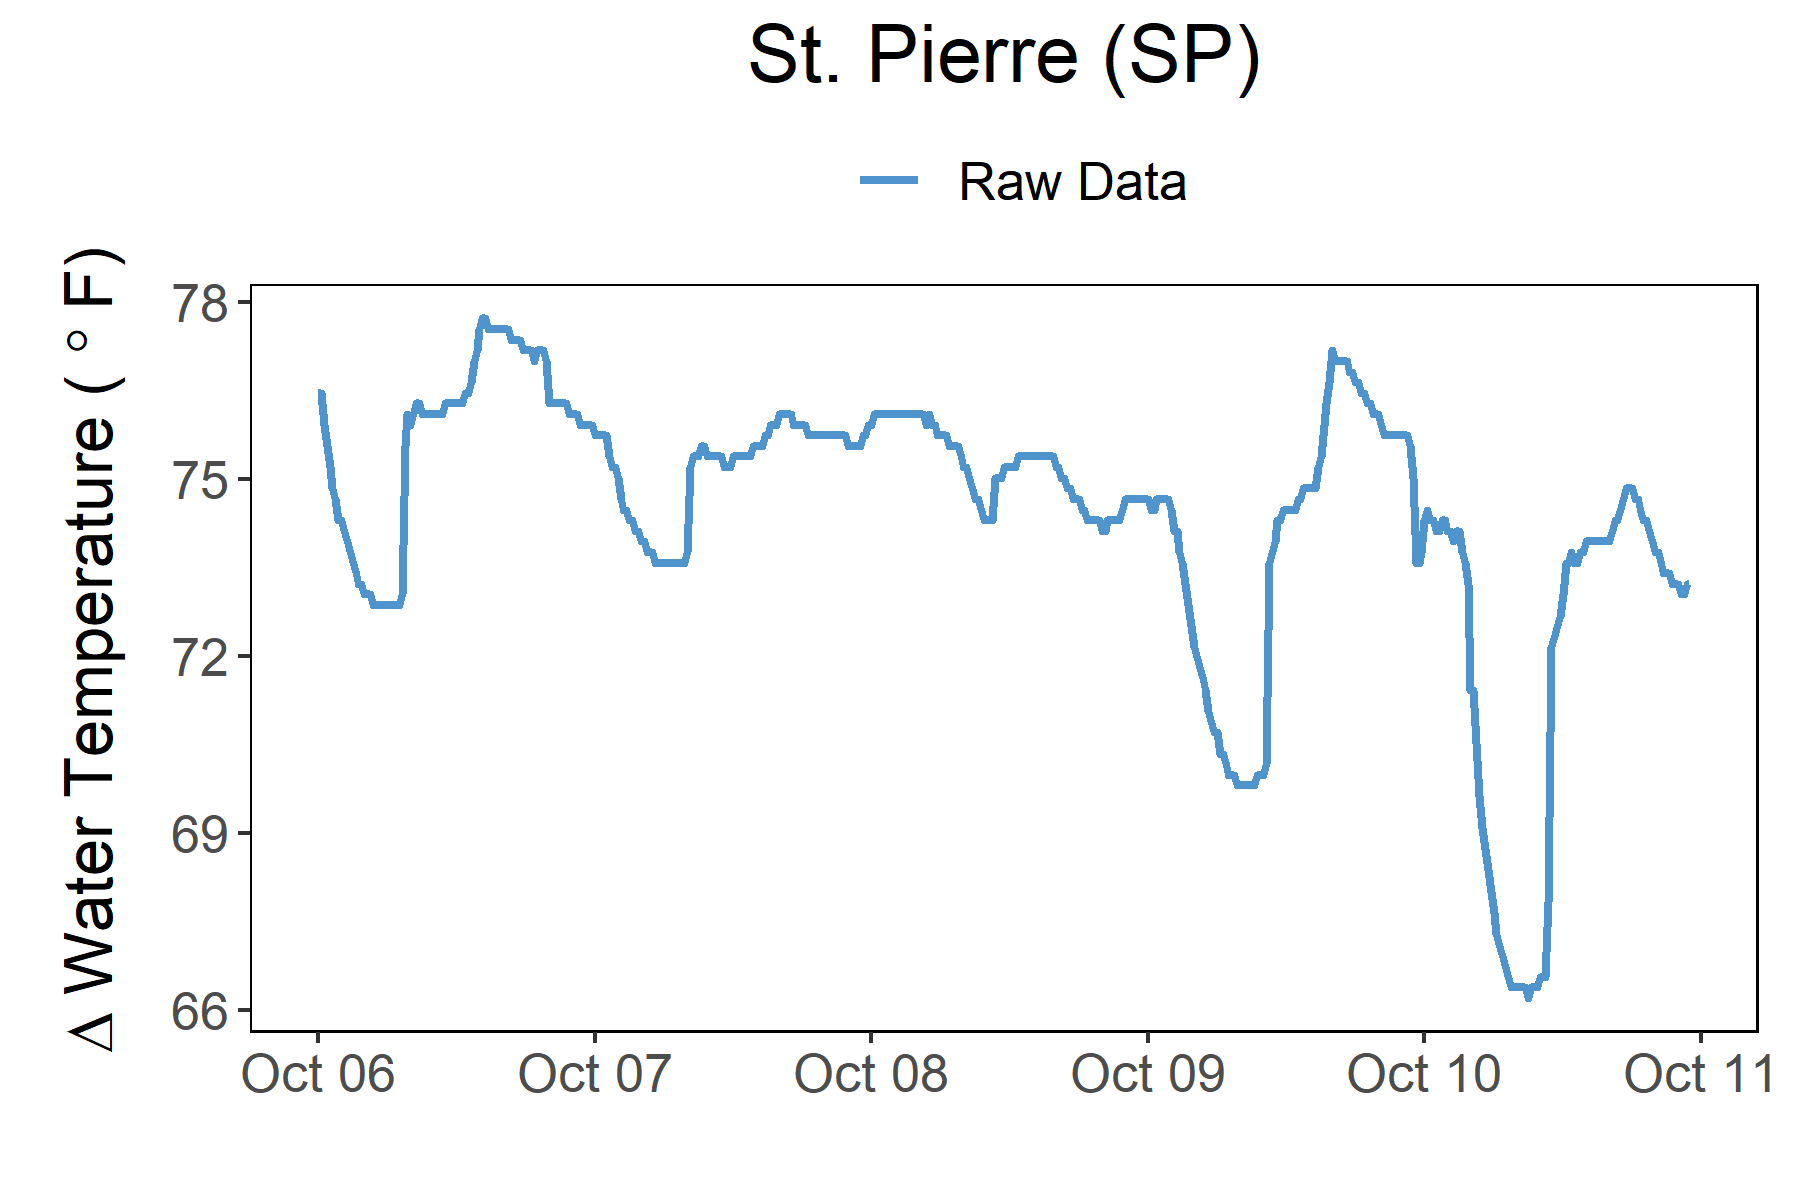 St. Pierre (SP)
Raw Data
Δ Water Temperature ( ° F)
78
75
72
69
66
Oct 06
Oct 07
Oct 08
Oct 09
Oct 10
Oct 11